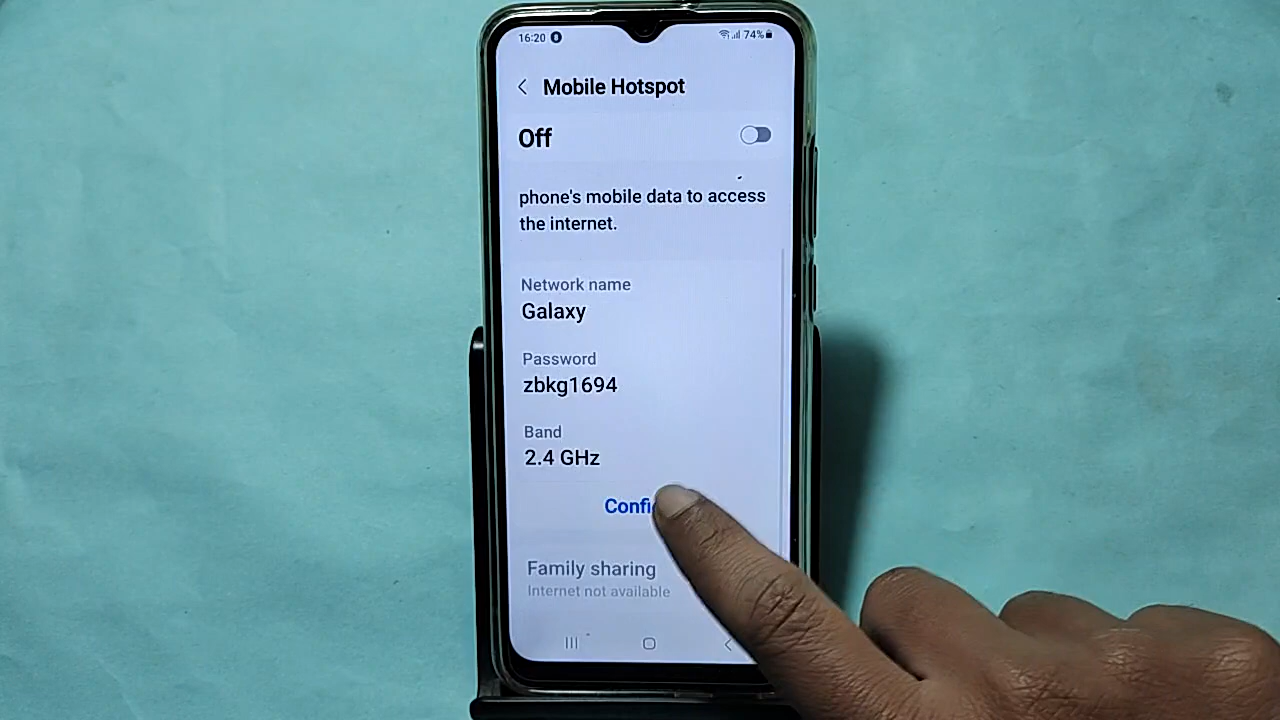 16:20
74%
Mobile Hotspot
Off
phone's mobile data to access
the internet.
Network name
Galaxy
Password
zbkg1694
Band
2.4 GHz
Family sharing
Internet not available